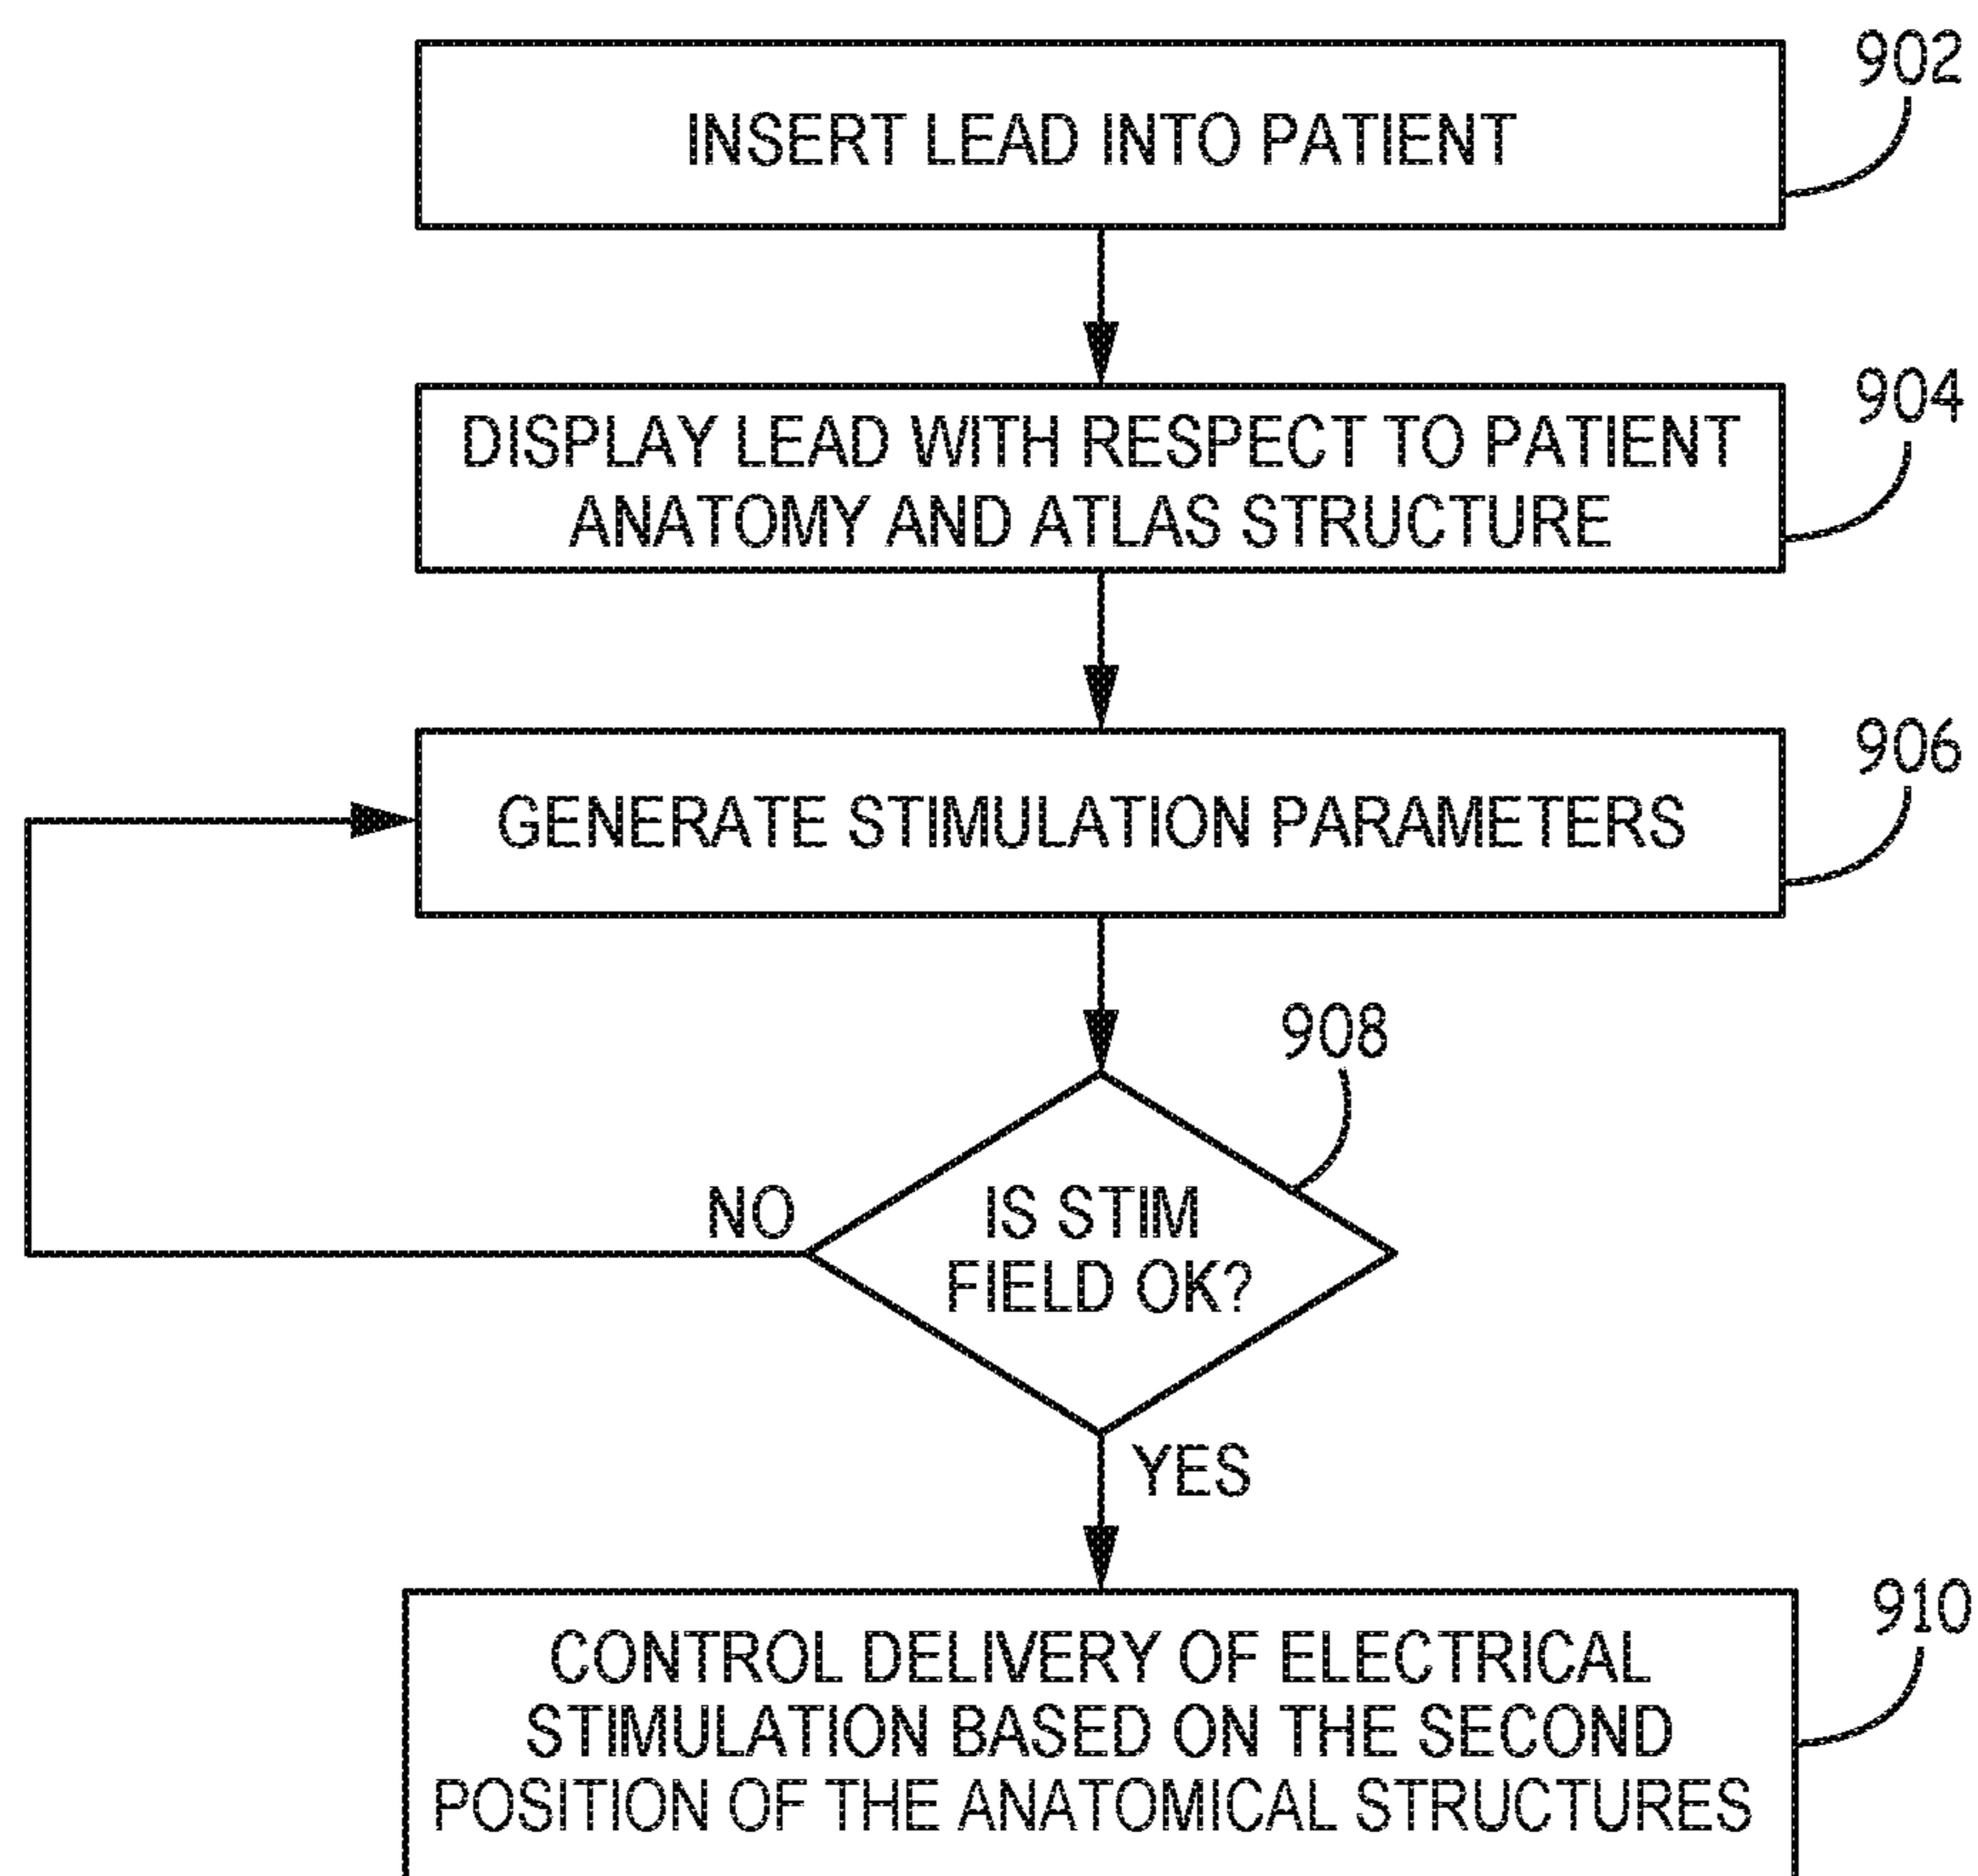 902
INSERT LEAD INTO PATIENT
904
DISPLAY LEAD WITH RESPECT TO PATIENT
ANATOMY AND ATLAS STRUCTURE
906
GENERATE STIMULATION PARAMETERS
908
NO
IS STIM
FIELD OK?
YES
910
CONTROL DELIVERY OF ELECTRICAL
STIMULATION BASED ON THE SECOND
POSITION OF THE ANATOMICAL STRUCTURES